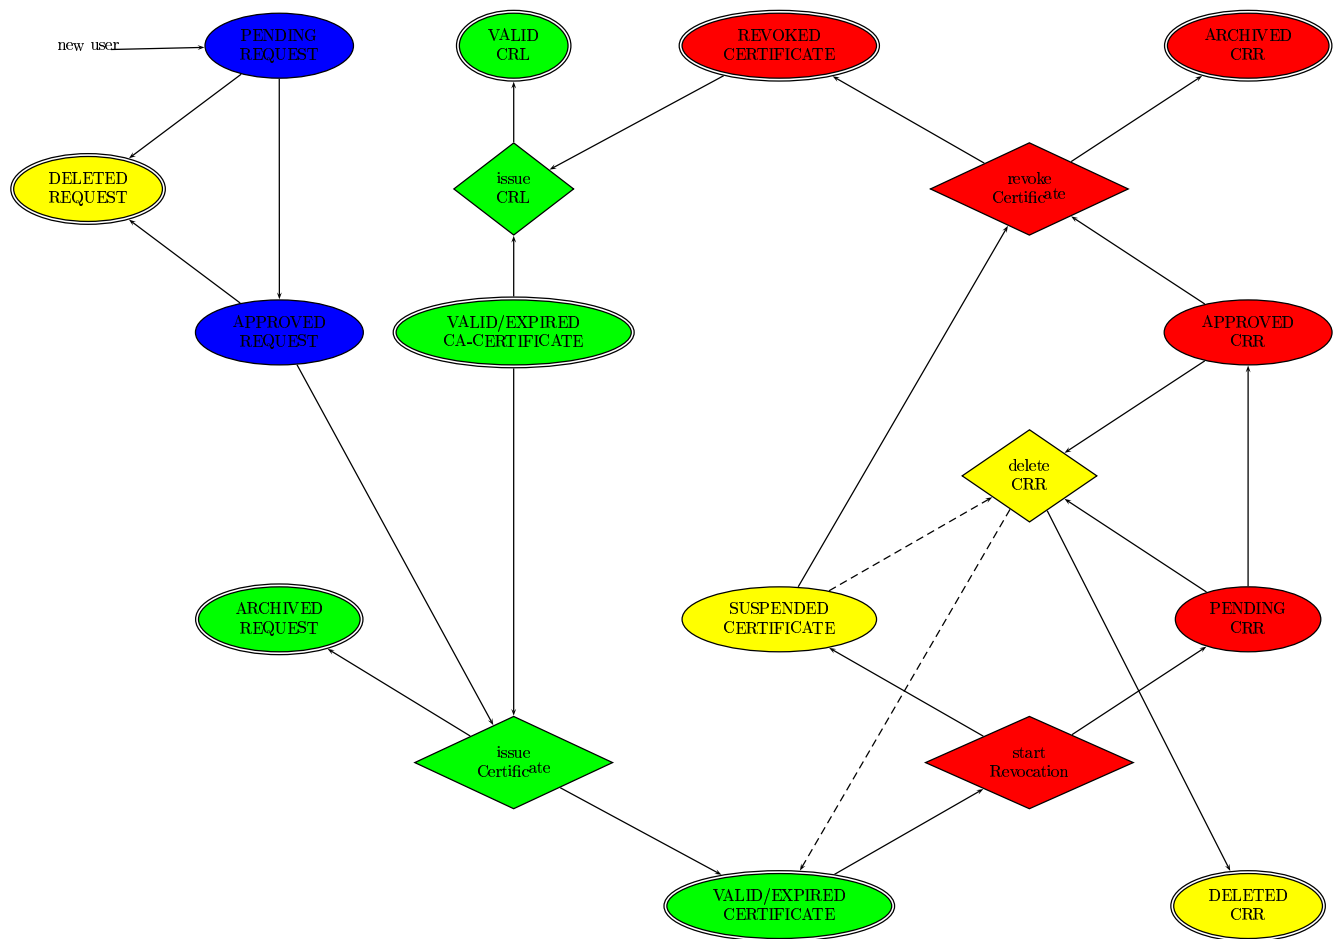 new user
PENDING
REQUEST
VALID
CRL
REVOKED
CERTIFICATE
ARCHIVED
CRR
DELETED
REQUEST
issue
CRL
revoke
Certificate
APPROVED
REQUEST
VALID/EXPIRED
CA-CERTIFICATE
APPROVED
CRR
delete
CRR
ARCHIVED
REQUEST
SUSPENDED
CERTIFICATE
PENDING
CRR
issue
Certificate
start
Revocation
VALID/EXPIRED
CERTIFICATE
DELETED
CRR